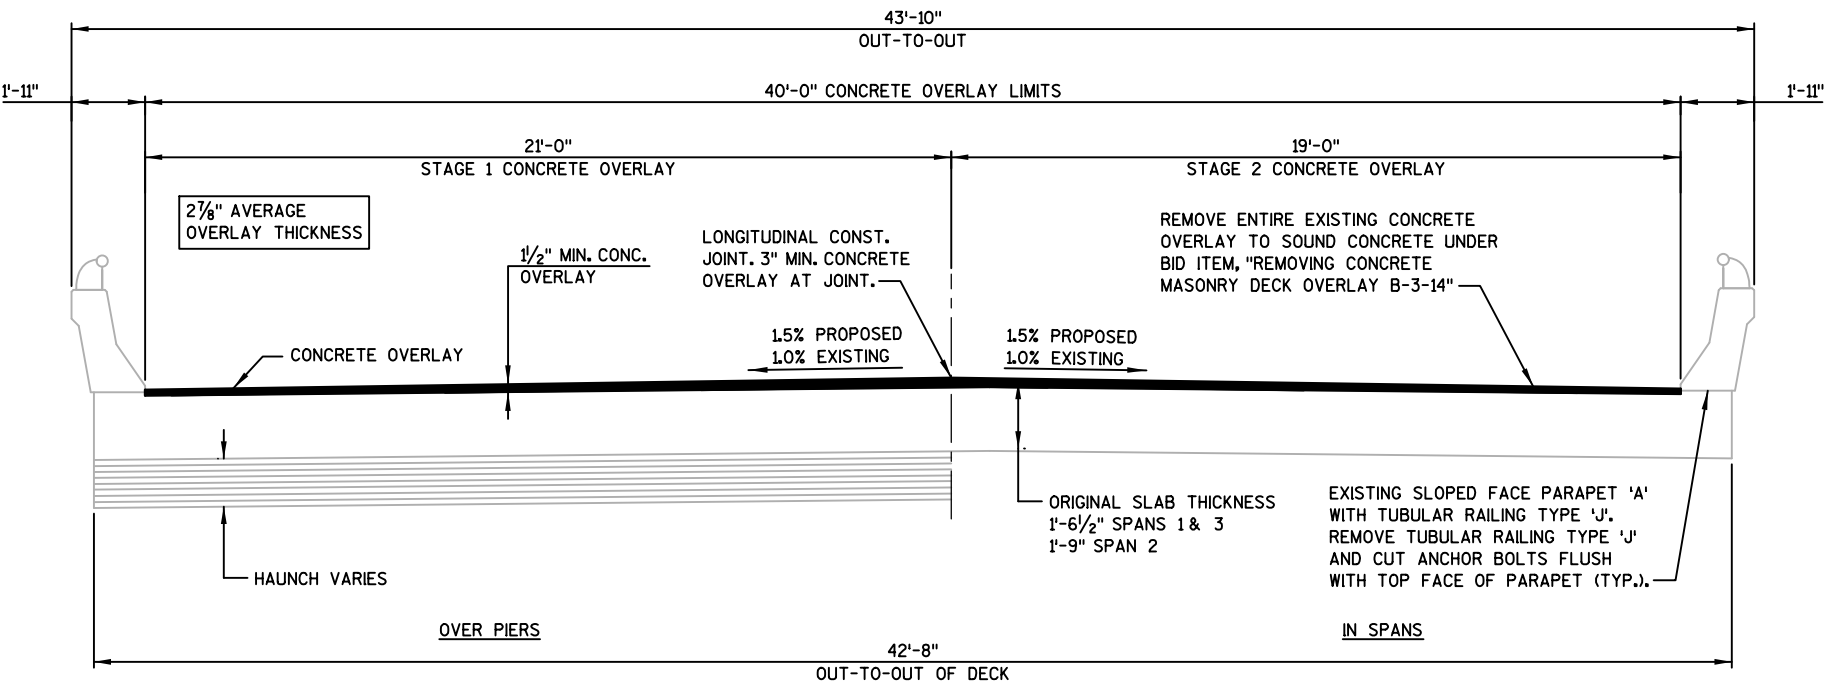 43'-10"
OUT-TO-OUT
1'-11"
40'-0" CONCRETE OVERLAY LIMITS
1'-11"
21'-0"
STAGE 1 CONCRETE OVERLAY
19'-0"
STAGE 2 CONCRETE OVERLAY
2⅞" AVERAGE
OVERLAY THICKNESS
1½" MIN. CONC.
OVERLAY
LONGITUDINAL CONST.
JOINT. 3" MIN. CONCRETE
OVERLAY AT JOINT.
REMOVE ENTIRE EXISTING CONCRETE
OVERLAY TO SOUND CONCRETE UNDER
BID ITEM, "REMOVING CONCRETE
MASONRY DECK OVERLAY B-3-14"
CONCRETE OVERLAY
1.5% PROPOSED
1.0% EXISTING
1.5% PROPOSED
1.0% EXISTING
ORIGINAL SLAB THICKNESS
1'-6½" SPANS 1 & 3
1'-9" SPAN 2
EXISTING SLOPED FACE PARAPET 'A'
WITH TUBULAR RAILING TYPE 'J'.
REMOVE TUBULAR RAILING TYPE 'J'
AND CUT ANCHOR BOLTS FLUSH
WITH TOP FACE OF PARAPET (TYP.).
HAUNCH VARIES
OVER PIERS
IN SPANS
42'-8"
OUT-TO-OUT OF DECK